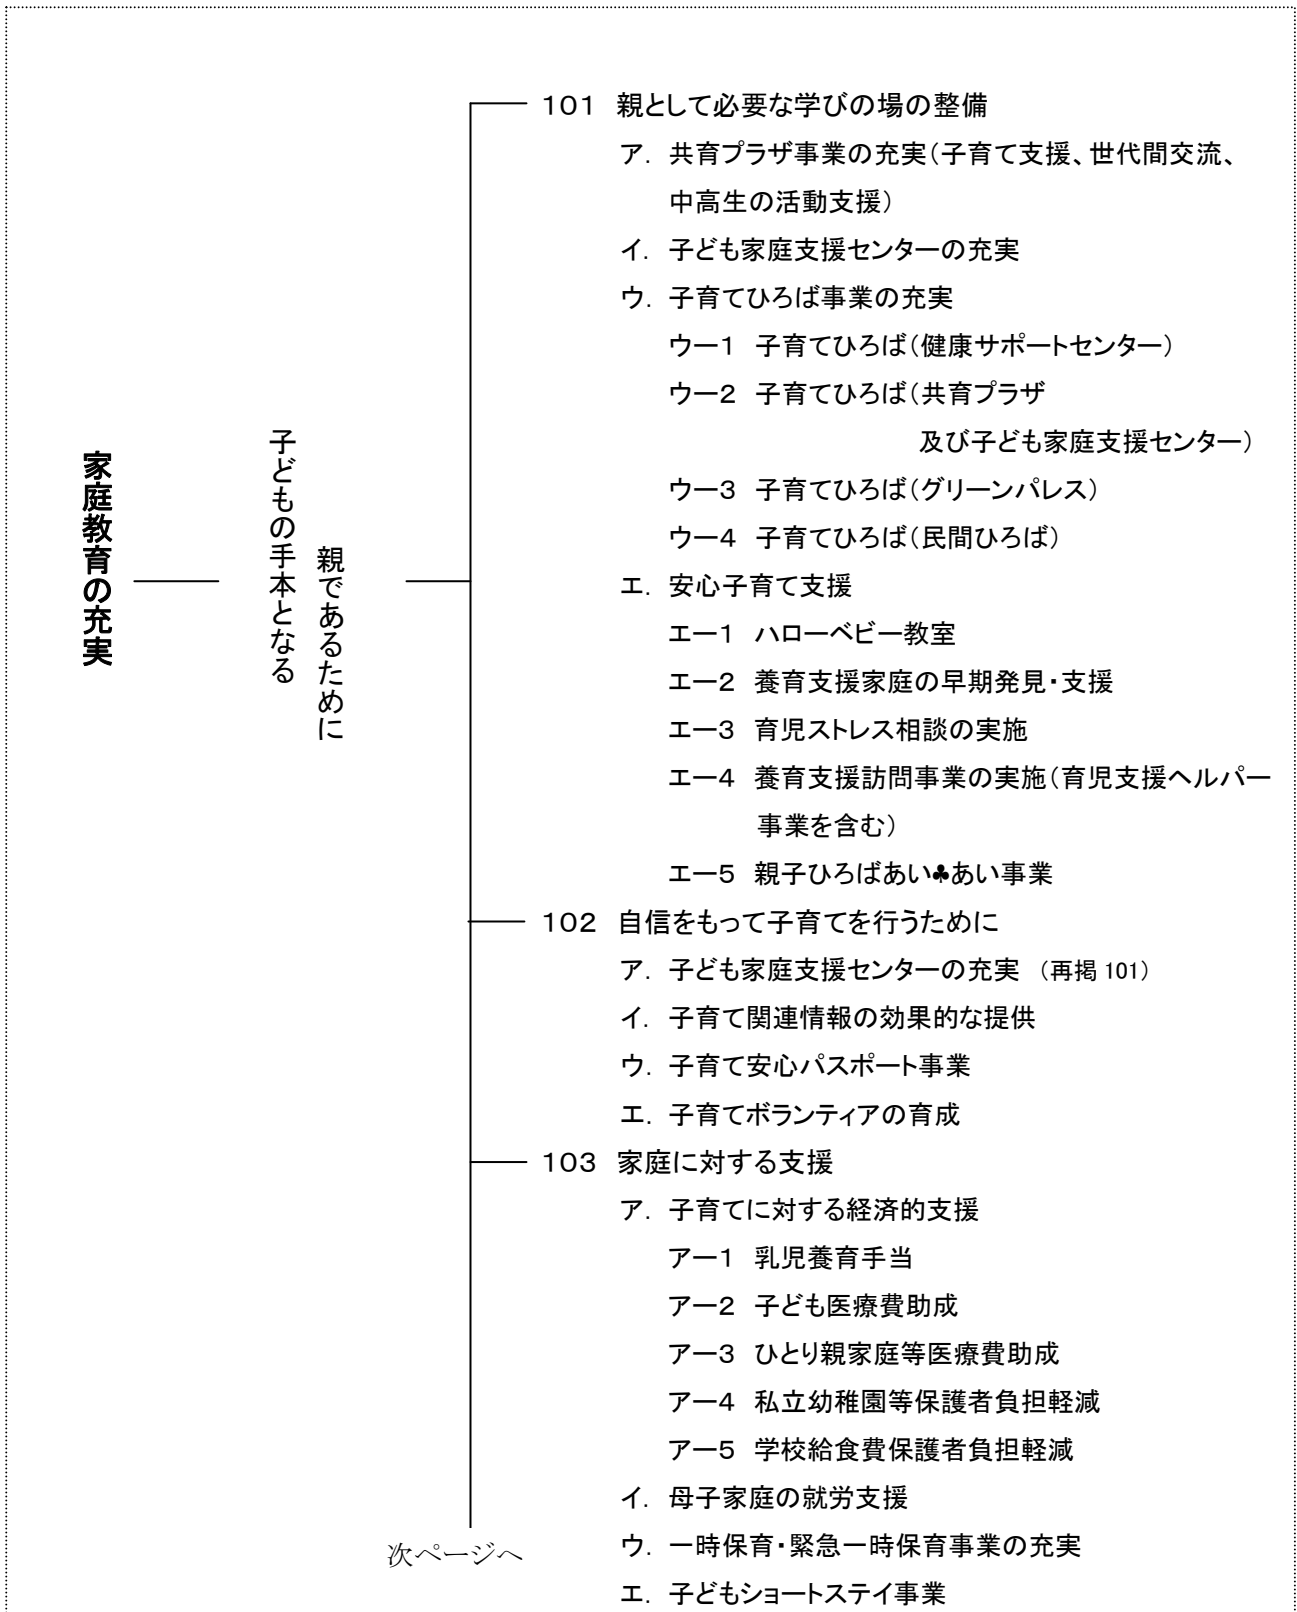 家庭教育の充実
子どもの手本となる
親であるために
101 親として必要な学びの場の整備
ア. 共育プラザ事業の充実(子育て支援、世代間交流、
中高生の活動支援)
イ. 子ども家庭支援センターの充実
ウ. 子育てひろば事業の充実
ウー1 子育てひろば(健康サポートセンター)
ウー2 子育てひろば(共育プラザ
及び子ども家庭支援センター)
ウー3 子育てひろば(グリーンパレス)
ウー4 子育てひろば(民間ひろば)
エ. 安心子育て支援
エー1 ハローベビー教室
エー2 養育支援家庭の早期発見・支援
エー3 育児ストレス相談の実施
エー4 養育支援訪問事業の実施(育児支援ヘルパー
事業を含む)
エー5 親子ひろばあい♣あい事業
102 自信をもって子育てを行うために
ア. 子ども家庭支援センターの充実 (再掲 101)
イ. 子育て関連情報の効果的な提供
ウ. 子育て安心パスポート事業
エ. 子育てボランティアの育成
103 家庭に対する支援
ア. 子育てに対する経済的支援
アー1 乳児養育手当
アー2 子ども医療費助成
アー3 ひとり親家庭等医療費助成
アー4 私立幼稚園等保護者負担軽減
アー5 学校給食費保護者負担軽減
イ. 母子家庭の就労支援
ウ. 一時保育・緊急一時保育事業の充実
エ. 子どもショートステイ事業
次ページへ